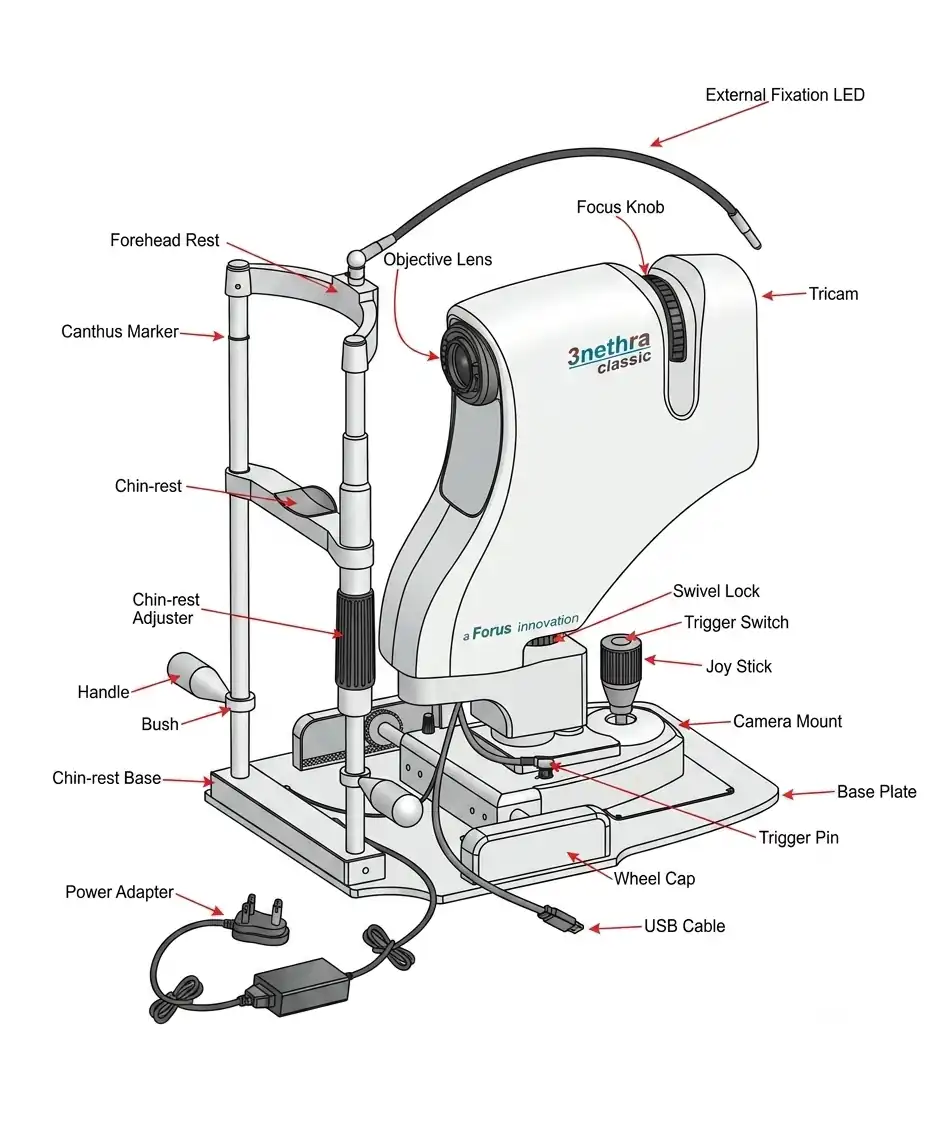 External Fixation LED
Focus Knob
Forehead Rest
Objective Lens
Tricam
Canthus Marker
3nethra
classic
Chin-rest
Swivel Lock
Chin-rest
Adjuster
a Forus innovation
Trigger Switch
Joy Stick
Handle
Bush
Camera Mount
Chin-rest Base
Base Plate
Trigger Pin
Wheel Cap
Power Adapter
USB Cable